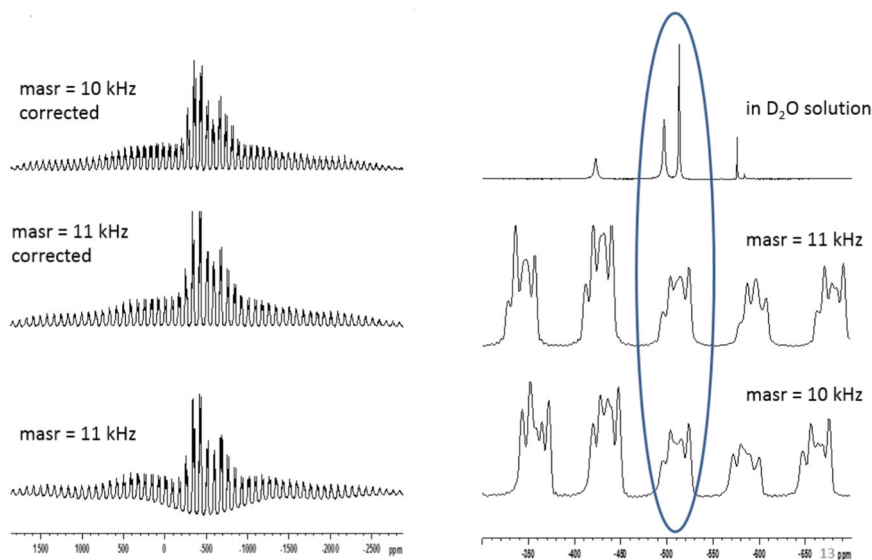 masr = 10 kHz
corrected
masr = 11 kHz
corrected
masr = 11 kHz
1500 1000 500 0 -500 -1000 -1500 -2000 -2500 ppm
in D₂O solution
masr = 11 kHz
masr = 10 kHz
-350 -400 -450 -500 -550 -600 -650 13 ppm